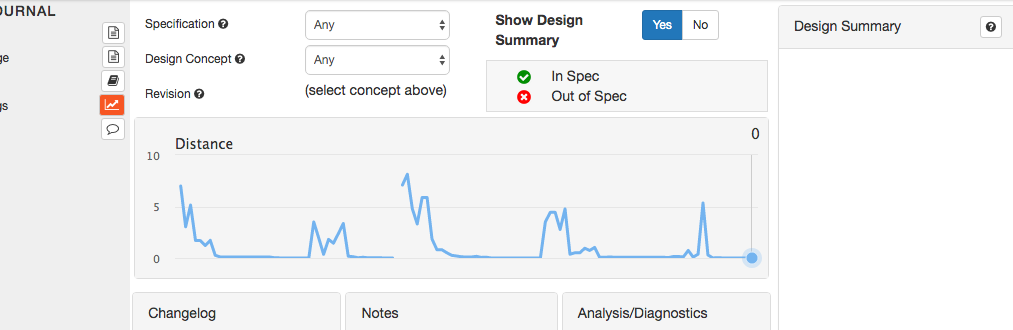 URNAL
ge
gs
Specification
Any
Design Concept
Any
Revision
(select concept above)
Show Design
Summary
Yes
No
In Spec
Out of Spec
Design Summary
Distance
0
10
5
0
Changelog
Notes
Analysis/Diagnostics